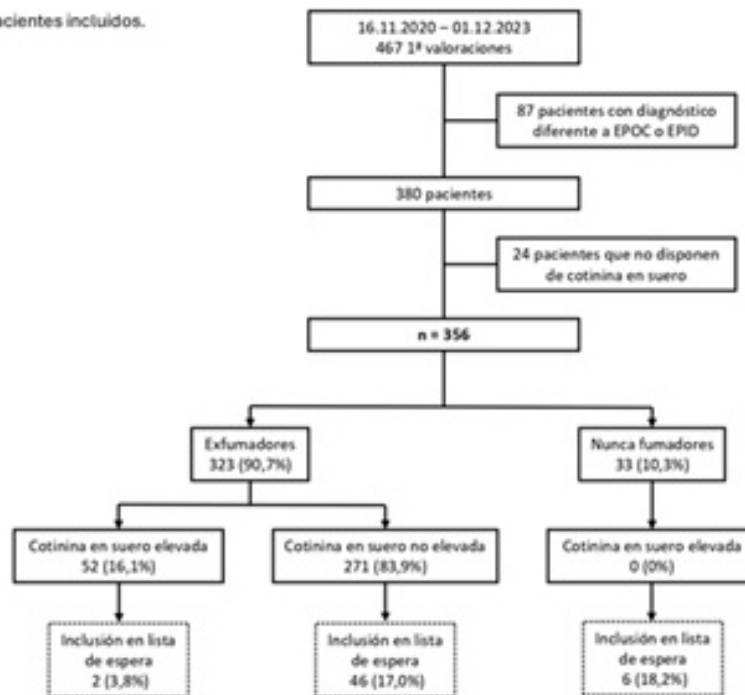 acientes incluidos.
16.11.2020 – 01.12.2023
467 1ª valoraciones
87 pacientes con diagnóstico
diferente a EPOC o EPID
380 pacientes
24 pacientes que no disponen
de cotinina en suero
n = 356
Exfumadores
323 (90,7%)
Nunca fumadores
33 (10,3%)
Cotinina en suero elevada
52 (16,1%)
Cotinina en suero no elevada
271 (83,9%)
Cotinina en suero elevada
0 (0%)
Inclusión en lista
de espera
2 (3,8%)
Inclusión en lista
de espera
46 (17,0%)
Inclusión en lista
de espera
6 (18,2%)